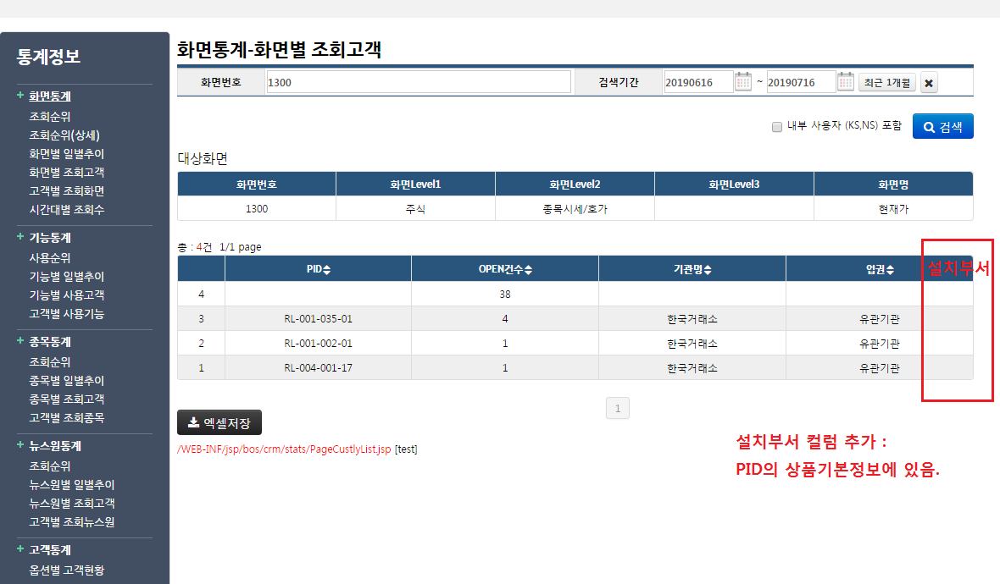 통계정보
화면통계
조회순위
조회순위(상세)
화면별 일별추이
화면별 조회고객
고객별 조회화면
시간대별 조회수
기능통계
사용순위
기능별 일별추이
기능별 사용고객
고객별 사용기능
종목통계
조회순위
종목별 일별추이
종목별 조회고객
고객별 조회종목
뉴스원통계
조회순위
뉴스원별 일별추이
뉴스원별 조회고객
고객별 조회뉴스원
고객통계
옵션별 고객현황
화면통계-화면별 조회고객
화면번호 1300 검색기간 20190616 ~ 20190716 최근 1개월
내부 사용자 (KS,NS) 포함 검색
대상화면
화면번호 화면Level1 화면Level2 화면Level3 화면명
1300 주식 종목시세/호가 현재가
총 : 4건 1/1 page
PID OPEN건수 기관명 업권 설치부서
4 38
3 RL-001-035-01 4 한국거래소 유관기관
2 RL-001-002-01 1 한국거래소 유관기관
1 RL-004-001-17 1 한국거래소 유관기관
1
엑셀저장
/WEB-INF/jsp/bos/crm/stats/PageCustlyList.jsp [test]
설치부서 컬럼 추가 :
PID의 상품기본정보에 있음.